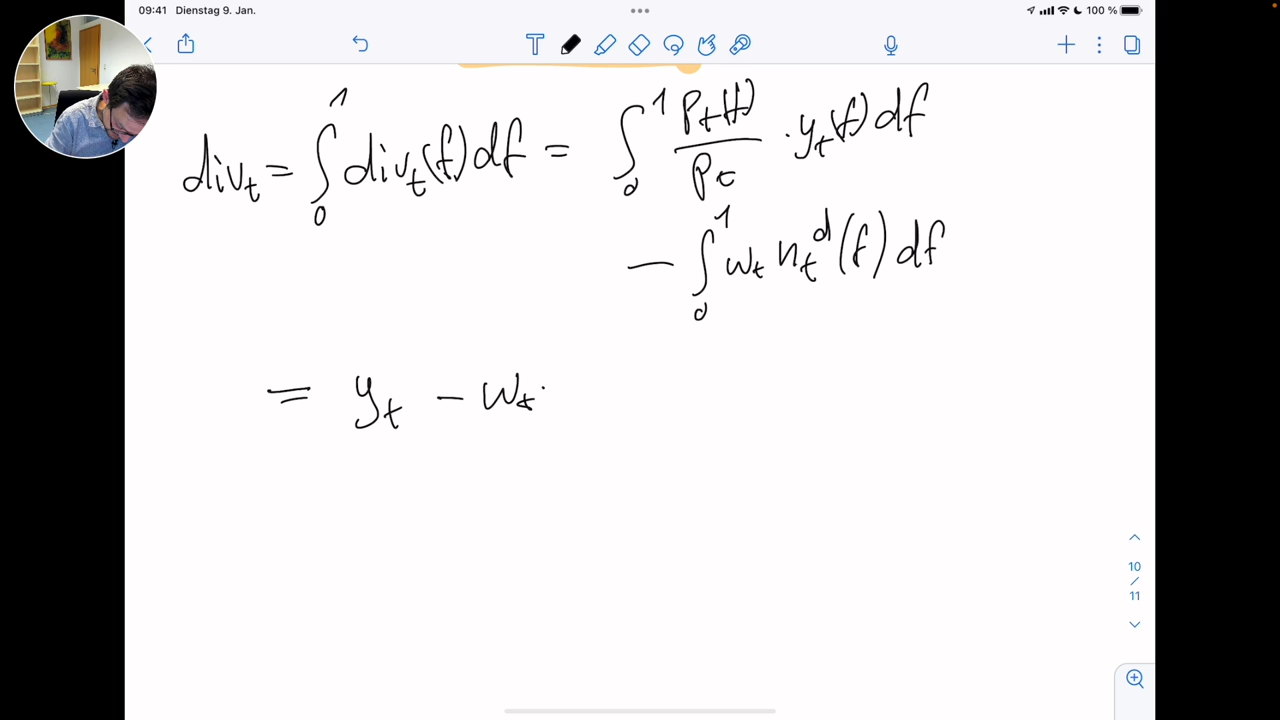 09:41 Dienstag 9. Jan. 100 %
div_t = ∫_0^1 div_t(f) df = ∫_0^1 P_t(f)/P_t · y_t(f) df
− ∫_0^1 w_t n_t^d (f) df
= y_t − w_t ·
10
/
11